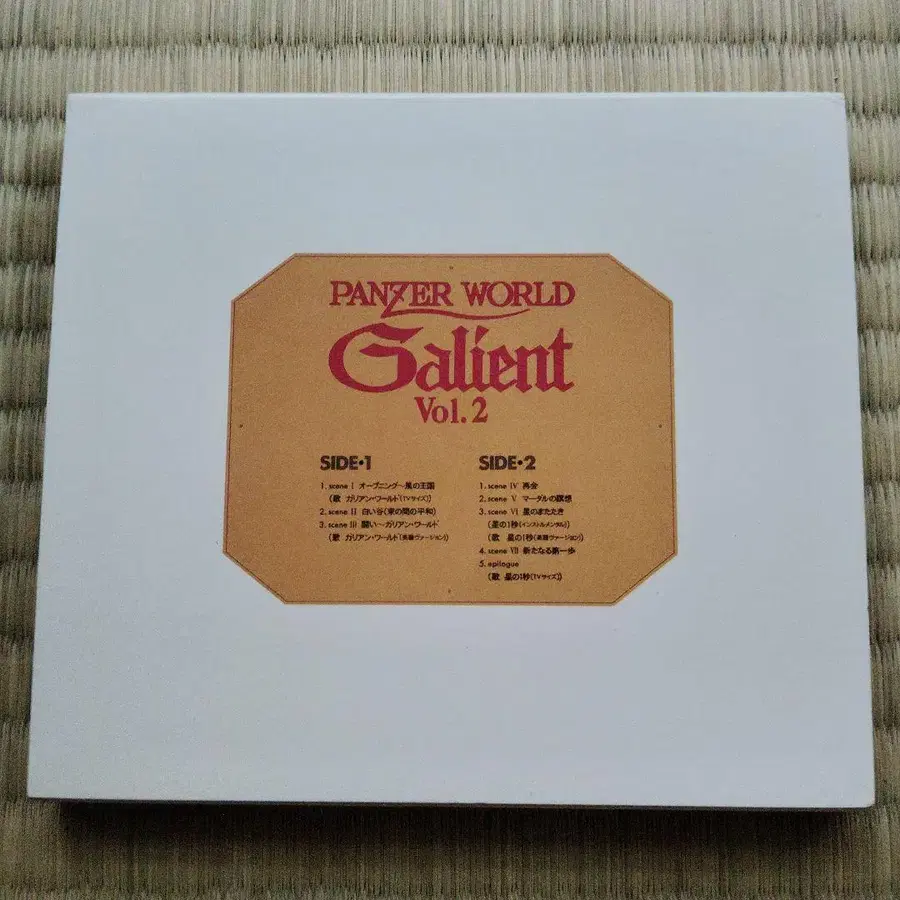 PANZER WORLD
Galient
Vol.2
SIDE•1
1. scene I オープニング〜風の王国
(歌 ガリアン・ワールド(TVサイズ))
2. scene II 白い谷(束の間の平和)
3. scene III 闘い〜ガリアン・ワールド
(歌 ガリアン・ワールド(英語ヴァージョン))
SIDE•2
1. scene IV 再会
2. scene V マーダルの瞑想
3. scene VI 星のまたたき
(星の1秒(インストルメンタル))
(歌 星の1秒(英語ヴァージョン))
4. scene VII 新たなる第一歩
5. epilogue
(歌 星の1秒(TVサイズ))